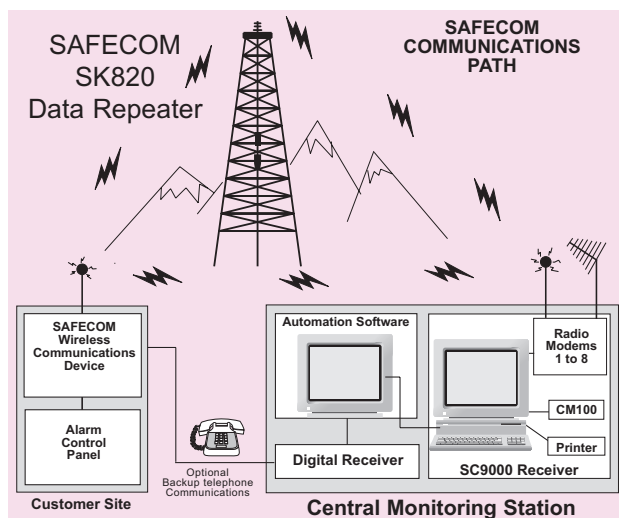 SAFECOM
SK820
Data Repeater
SAFECOM
COMMUNICATIONS
PATH
SAFECOM
Wireless
Communications
Device
Alarm
Control
Panel
Customer Site
Optional
Backup telephone
Communications
Automation Software
Digital Receiver
Radio
Modems
1 to 8
CM100
Printer
SC9000 Receiver
Central Monitoring Station